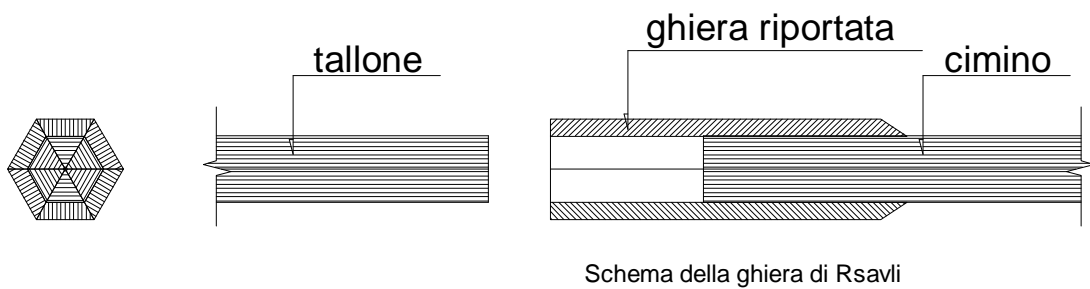 ghiera riportata
tallone
cimino
Schema della ghiera di Rsavli